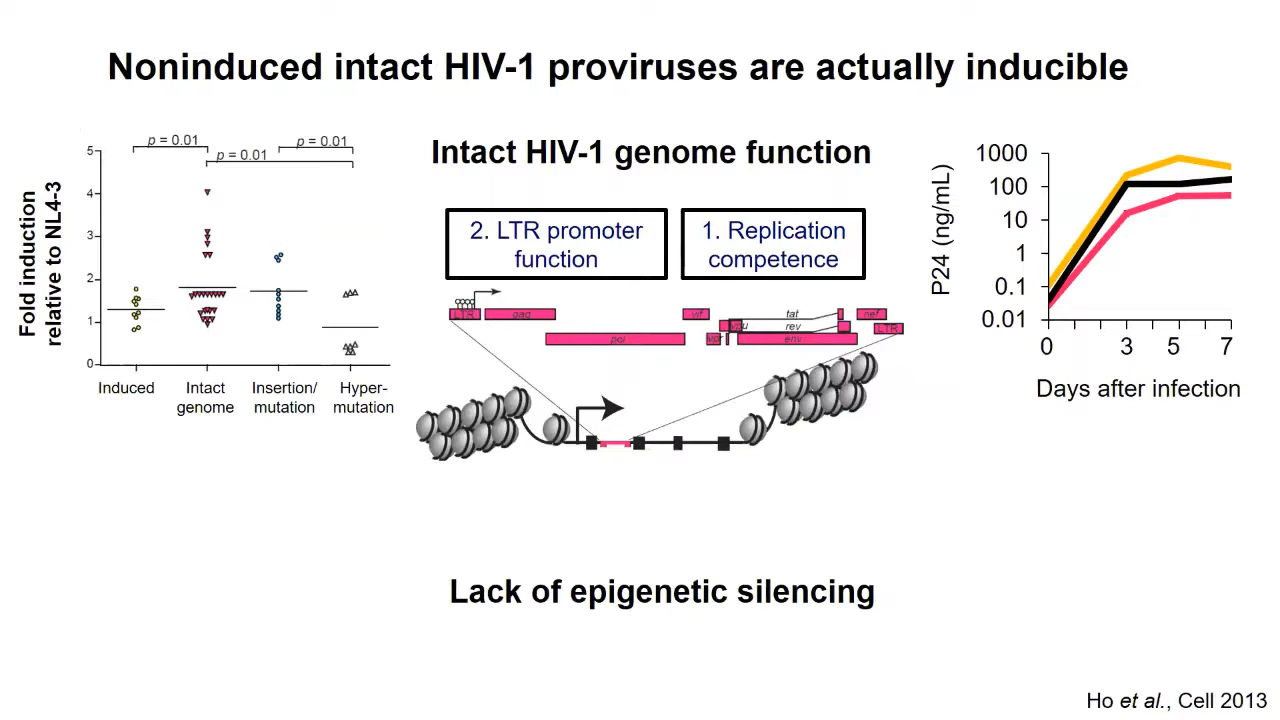 Noninduced intact HIV-1 proviruses are actually inducible
p = 0.01
p = 0.01
p = 0.01
Fold induction
relative to NL4-3
5
4
3
2
1
0
Induced
Intact
genome
Insertion/
mutation
Hyper-
mutation
Intact HIV-1 genome function
2. LTR promoter
function
1. Replication
competence
LTR
gag
pol
vif
vpr
vpu
tat
rev
env
nef
LTR
P24 (ng/mL)
1000
100
10
1
0.1
0.01
0
3
5
7
Days after infection
Lack of epigenetic silencing
Ho et al., Cell 2013